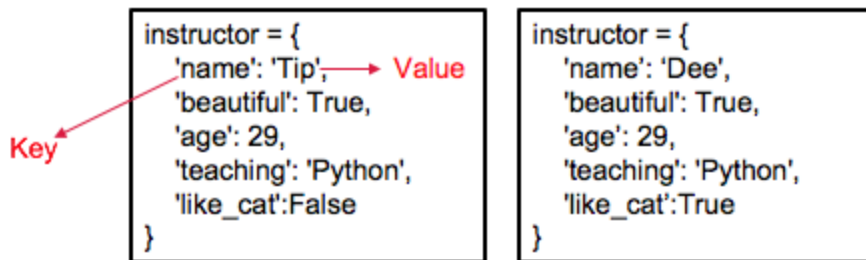 instructor = {
'name': 'Tip',
'beautiful': True,
'age': 29,
'teaching': 'Python',
'like_cat':False
}
Key
Value
instructor = {
'name’: ‘Dee’,
'beautiful': True,
'age': 29,
'teaching': 'Python',
'like_cat’:True
}